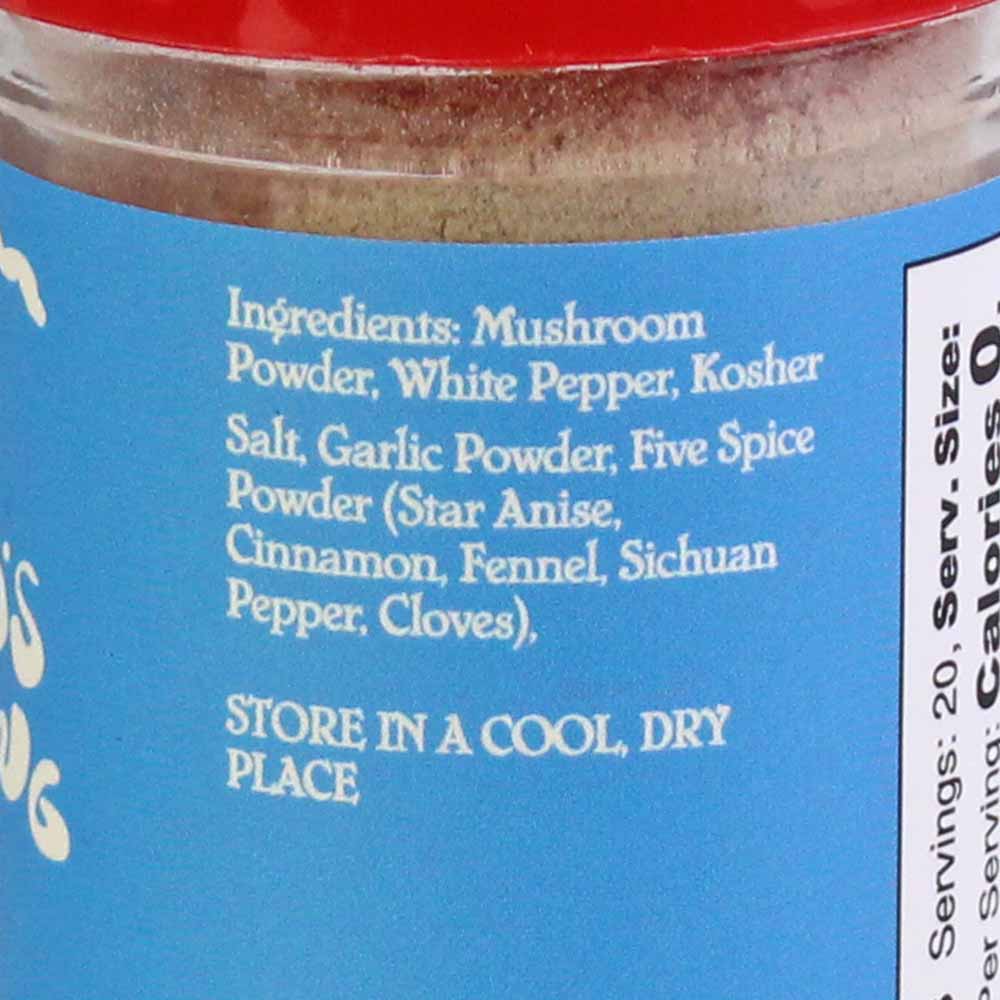 Ingredients: Mushroom
Powder, White Pepper, Kosher
Salt, Garlic Powder, Five Spice
Powder (Star Anise,
Cinnamon, Fennel, Sichuan
Pepper, Cloves),
STORE IN A COOL, DRY
PLACE
Servings: 20, Serv. Size:
Per Serving: Calories 0,